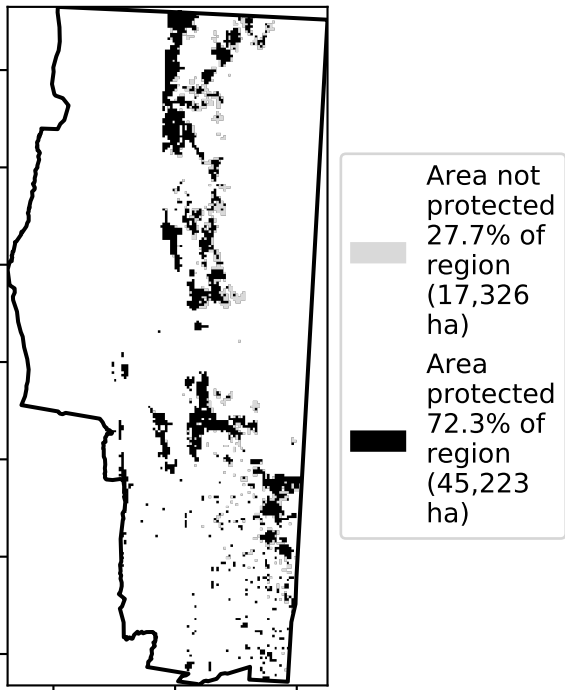 Area not
protected
27.7% of
region
(17,326
ha)
Area
protected
72.3% of
region
(45,223
ha)